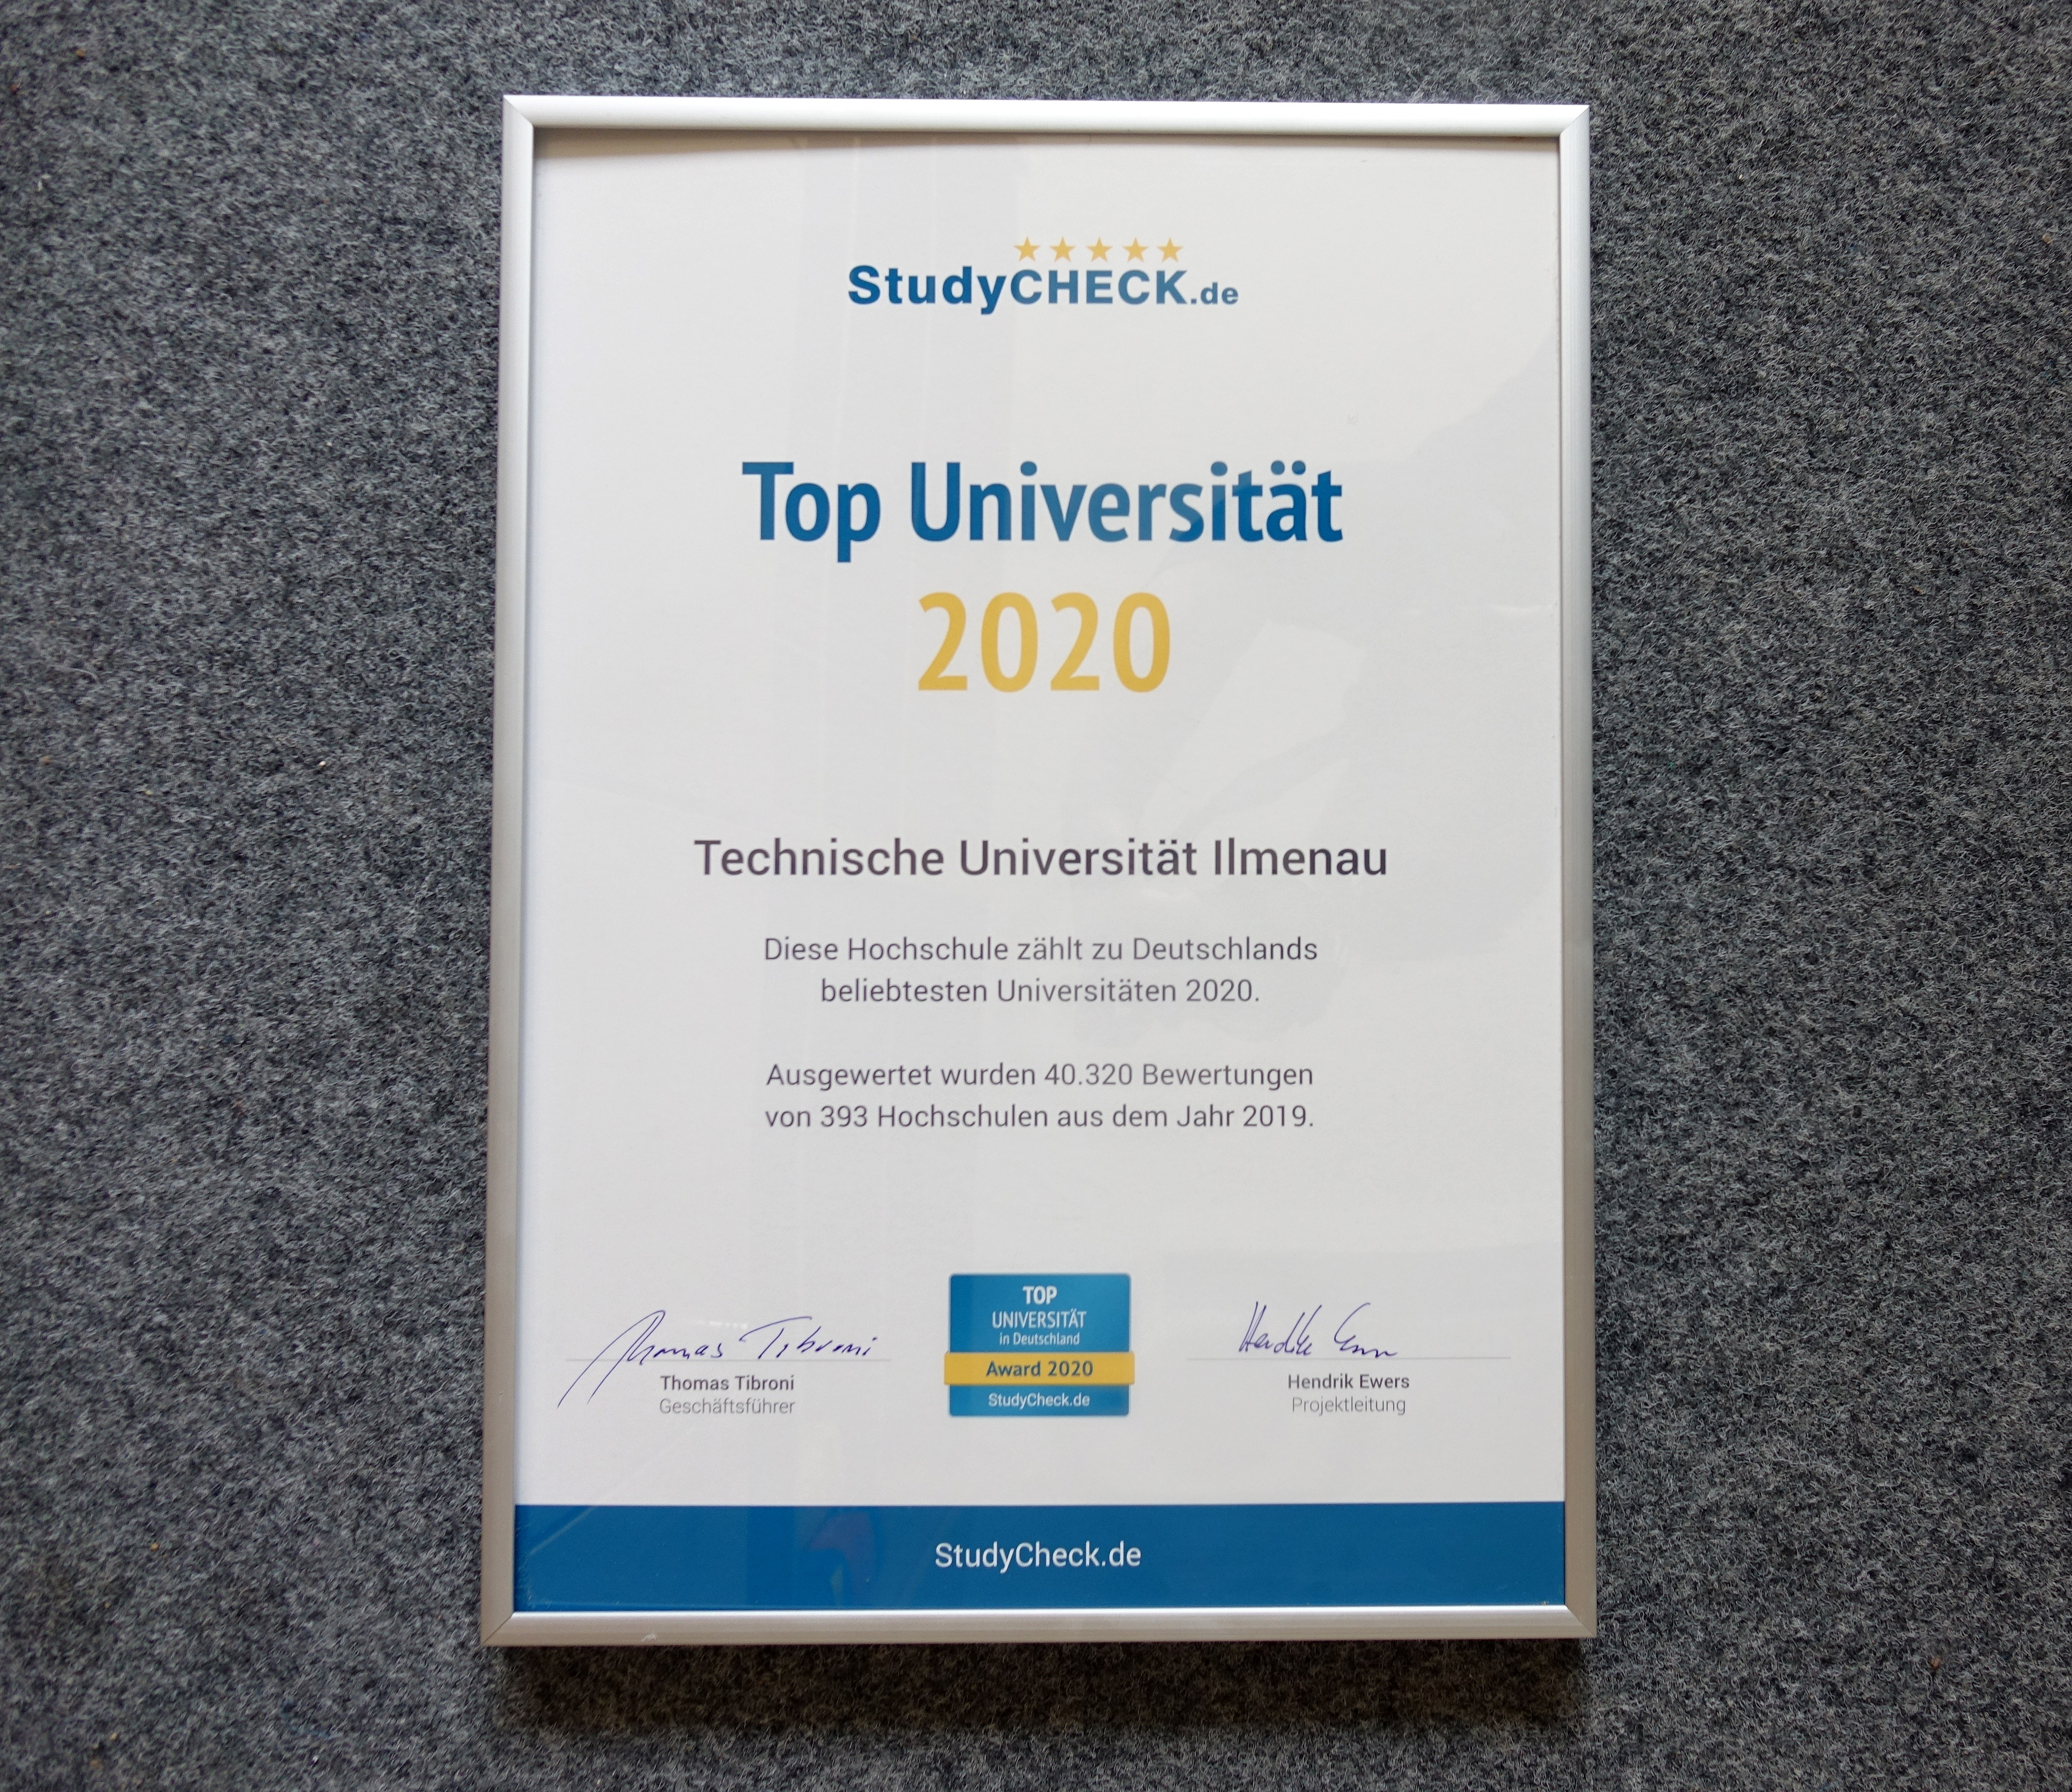 StudyCHECK.de
Top Universität
2020
Technische Universität Ilmenau
Diese Hochschule zählt zu Deutschlands
beliebtesten Universitäten 2020.
Ausgewertet wurden 40.320 Bewertungen
von 393 Hochschulen aus dem Jahr 2019.
Thomas Tibroni
Thomas Tibroni
Geschäftsführer
TOP
UNIVERSITÄT
in Deutschland
Award 2020
StudyCheck.de
Hendrik Ewers
Hendrik Ewers
Projektleitung
StudyCheck.de